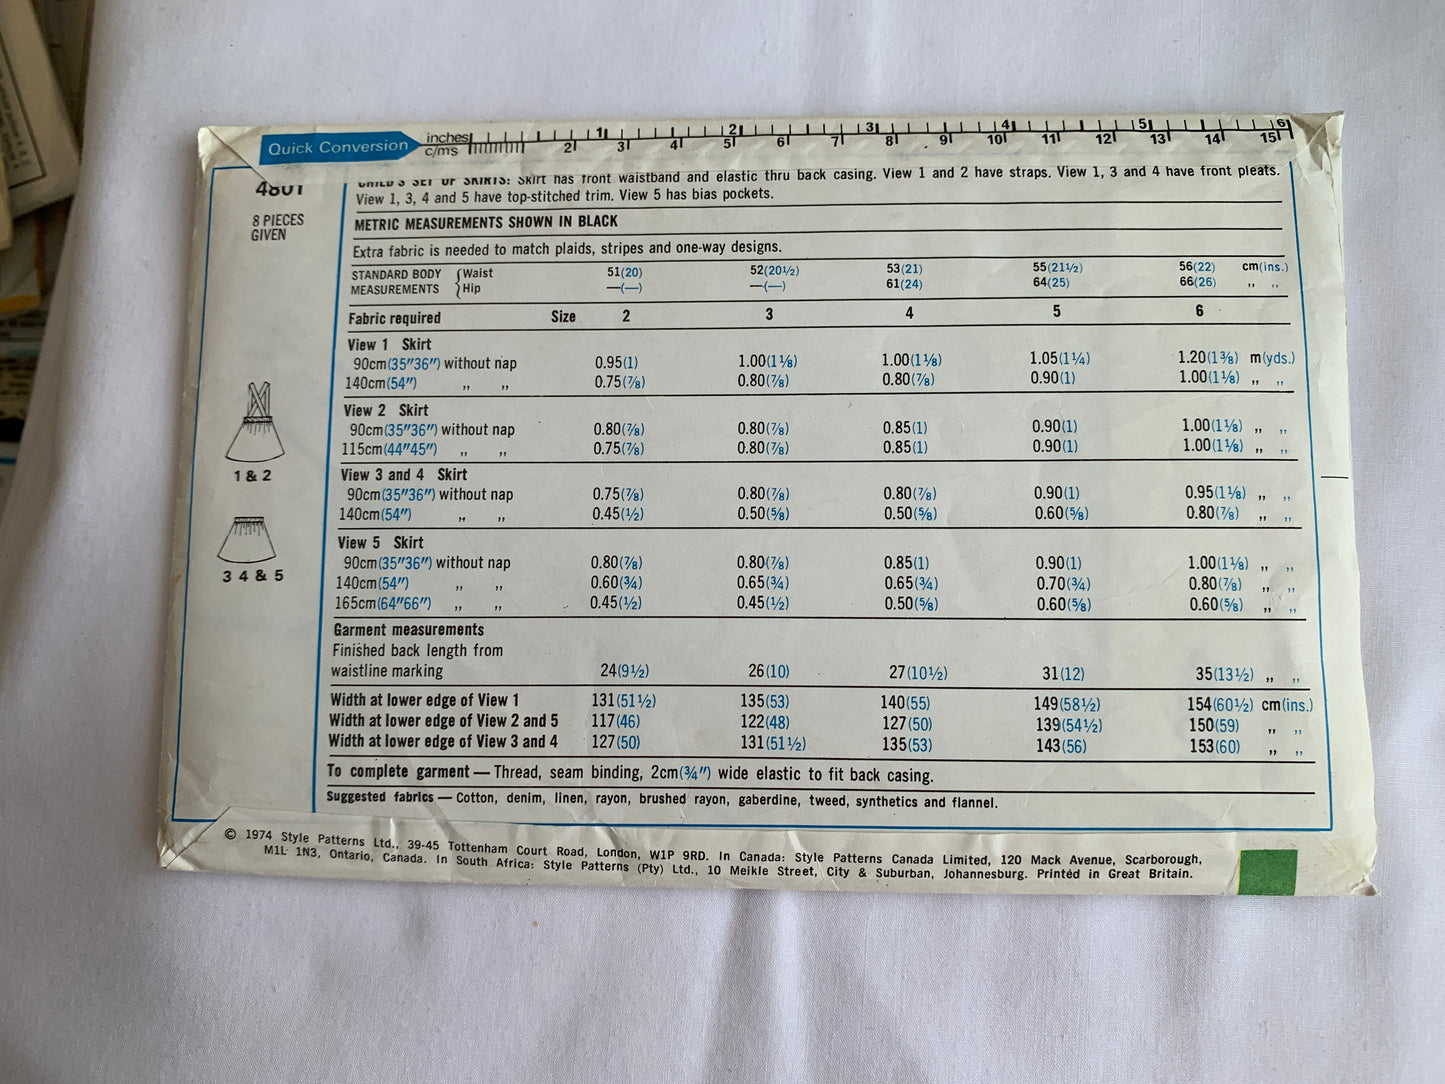 Quick Conversion inches c/ms 1 2 3 4 5 6
2 3 4 5 6 7 8 9 10 11 12 13 14 15
4801
8 PIECES
GIVEN
CHILD'S SET OF SKIRTS: Skirt has front waistband and elastic thru back casing. View 1 and 2 have straps. View 1, 3 and 4 have front pleats.
View 1, 3, 4 and 5 have top-stitched trim. View 5 has bias pockets.
METRIC MEASUREMENTS SHOWN IN BLACK
Extra fabric is needed to match plaids, stripes and one-way designs.
STANDARD BODY Waist 51(20) 52(20½) 53(21) 55(21½) 56(22) cm(ins.)
MEASUREMENTS Hip —(—) —(—) 61(24) 64(25) 66(26) ,, ,,
Fabric required Size 2 3 4 5 6
View 1 Skirt
90cm(35"36") without nap 0.95(1) 1.00(1⅛) 1.00(1⅛) 1.05(1¼) 1.20(1⅜) m(yds.)
140cm(54") ,, ,, 0.75(⅞) 0.80(⅞) 0.80(⅞) 0.90(1) 1.00(1⅛) ,, ,,
View 2 Skirt
90cm(35"36") without nap 0.80(⅞) 0.80(⅞) 0.85(1) 0.90(1) 1.00(1⅛) ,, ,,
115cm(44"45") ,, ,, 0.75(⅞) 0.80(⅞) 0.85(1) 0.90(1) 1.00(1⅛) ,, ,,
View 3 and 4 Skirt
90cm(35"36") without nap 0.75(⅞) 0.80(⅞) 0.80(⅞) 0.90(1) 0.95(1⅛) ,, ,,
140cm(54") ,, ,, 0.45(½) 0.50(⅝) 0.50(⅝) 0.60(⅝) 0.80(⅞) ,, ,,
View 5 Skirt
90cm(35"36") without nap 0.80(⅞) 0.80(⅞) 0.85(1) 0.90(1) 1.00(1⅛) ,, ,,
140cm(54") ,, ,, 0.60(¾) 0.65(¾) 0.65(¾) 0.70(¾) 0.80(⅞) ,, ,,
165cm(64"66") ,, ,, 0.45(½) 0.45(½) 0.50(⅝) 0.60(⅝) 0.60(⅝) ,, ,,
1 & 2
3 4 & 5
Garment measurements
Finished back length from
waistline marking 24(9½) 26(10) 27(10½) 31(12) 35(13½) ,, ,,
Width at lower edge of View 1 131(51½) 135(53) 140(55) 149(58½) 154(60½) cm(ins.)
Width at lower edge of View 2 and 5 117(46) 122(48) 127(50) 139(54½) 150(59) ,, ,,
Width at lower edge of View 3 and 4 127(50) 131(51½) 135(53) 143(56) 153(60) ,, ,,
To complete garment — Thread, seam binding, 2cm(¾") wide elastic to fit back casing.
Suggested fabrics — Cotton, denim, linen, rayon, brushed rayon, gaberdine, tweed, synthetics and flannel.
© 1974 Style Patterns Ltd., 39-45 Tottenham Court Road, London, W1P 9RD. In Canada: Style Patterns Canada Limited, 120 Mack Avenue, Scarborough,
M1L 1N3, Ontario, Canada. In South Africa: Style Patterns (Pty) Ltd., 10 Meikle Street, City & Suburban, Johannesburg. Printed in Great Britain.